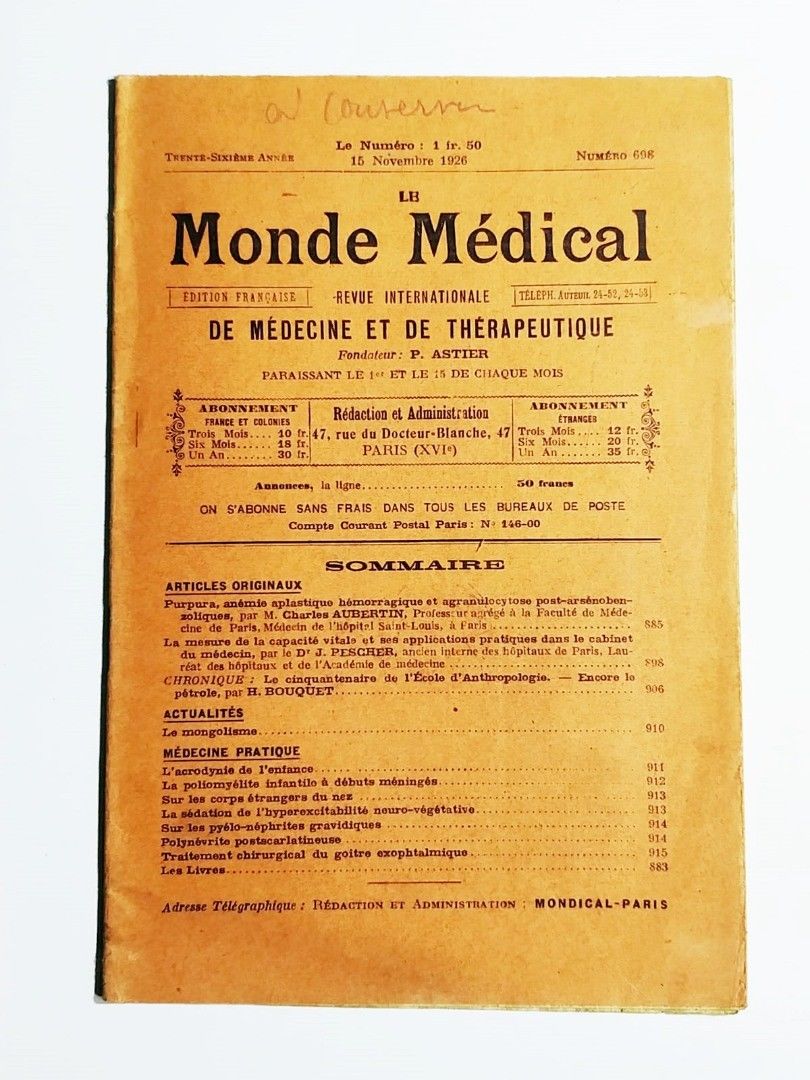 Le Numéro : 1 fr. 50
TRENTE-SIXIÈME ANNÉE 15 Novembre 1926 NUMÉRO 698
LE
Monde Médical
ÉDITION FRANÇAISE REVUE INTERNATIONALE TÉLÉPH. AUTEUIL 24-52, 24-53
DE MÉDECINE ET DE THÉRAPEUTIQUE
Fondateur : P. ASTIER
PARAISSANT LE 1er ET LE 15 DE CHAQUE MOIS
ABONNEMENT
FRANCE ET COLONIES
Trois Mois.... 10 fr.
Six Mois...... 18 fr.
Un An........ 30 fr.
Rédaction et Administration
47, rue du Docteur-Blanche, 47
PARIS (XVIe)
ABONNEMENT
ÉTRANGER
Trois Mois .... 12 fr.
Six Mois..... 20 fr.
Un An ....... 35 fr.
Annonces, la ligne....................... 50 francs
ON S'ABONNE SANS FRAIS DANS TOUS LES BUREAUX DE POSTE
Compte Courant Postal Paris : No 146-00
SOMMAIRE
ARTICLES ORIGINAUX
Purpura, anémie aplastique hémorragique et agranulocytose post-arsénoben-
zoliques, par M. Charles AUBERTIN, Professeur agrégé à la Faculté de Méde-
cine de Paris, Médecin de l'hôpital Saint-Louis, à Paris ........ 885
La mesure de la capacité vitale et ses applications pratiques dans le cabinet
du médecin, par le Dr J. PESCHER, ancien interne des hôpitaux de Paris, Lau-
réat des hôpitaux et de l'Académie de médecine ........ 898
CHRONIQUE : Le cinquantenaire de l'École d'Anthropologie. — Encore le
pétrole, par H. BOUQUET........ 906
ACTUALITÉS
Le mongolisme........ 910
MÉDECINE PRATIQUE
L'acrodynie de l'enfance........ 911
La poliomyélite infantile à débuts méningés........ 912
Sur les corps étrangers du nez ........ 913
La sédation de l'hyperexcitabilité neuro-végétative........ 913
Sur les pyélo-néphrites gravidiques ........ 914
Polynévrite postscarlatineuse ........ 914
Traitement chirurgical du goitre exophtalmique........ 915
Les Livres........ 883
Adresse Télégraphique : RÉDACTION ET ADMINISTRATION : MONDICAL-PARIS